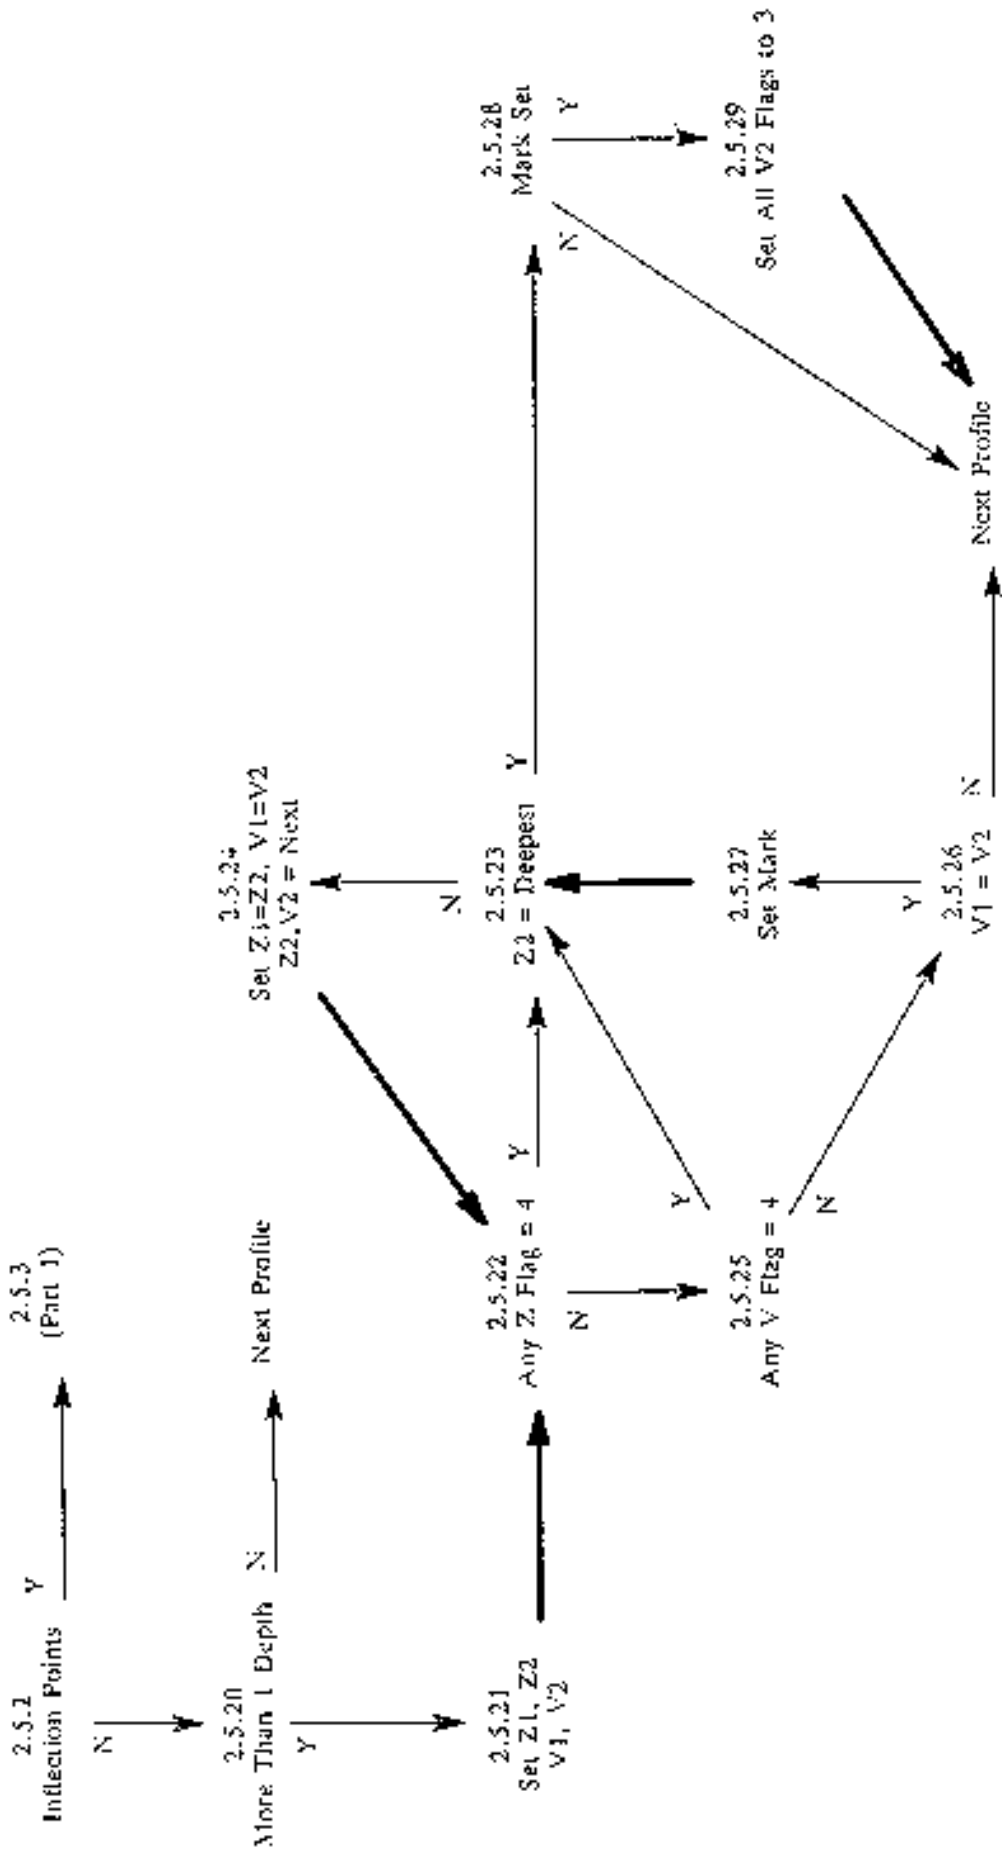 2.5.2
Inflection Points
Y
2.5.3
(Part 1)
N
2.5.20
More Than 1 Depth
N
Next Profile
Y
2.5.21
Set Z1, Z2
V1, V2
2.5.22
Any Z Flag = 4
Y
N
2.5.25
Any V Flag = 4
Y
N
2.5.24
Set Z1=Z2, V1=V2
Z2, V2 = Next
N
2.5.23
Z2 = Deepest
Y
2.5.27
Set Mark
Y
2.5.26
V1 = V2
N
2.5.28
Mark Set
Y
N
2.5.29
Set All V2 Flags to 3
Next Profile